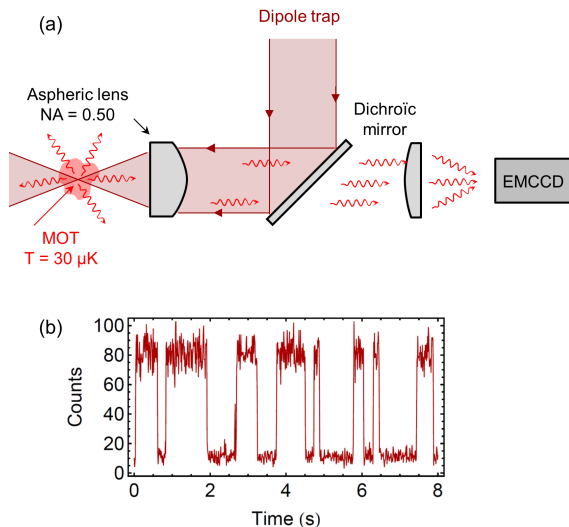 (a)
Dipole trap
Aspheric lens
NA = 0.50
Dichroïc
mirror
EMCCD
MOT
T = 30 µK
(b)
100
80
60
40
20
0
Counts
0 2 4 6 8
Time (s)